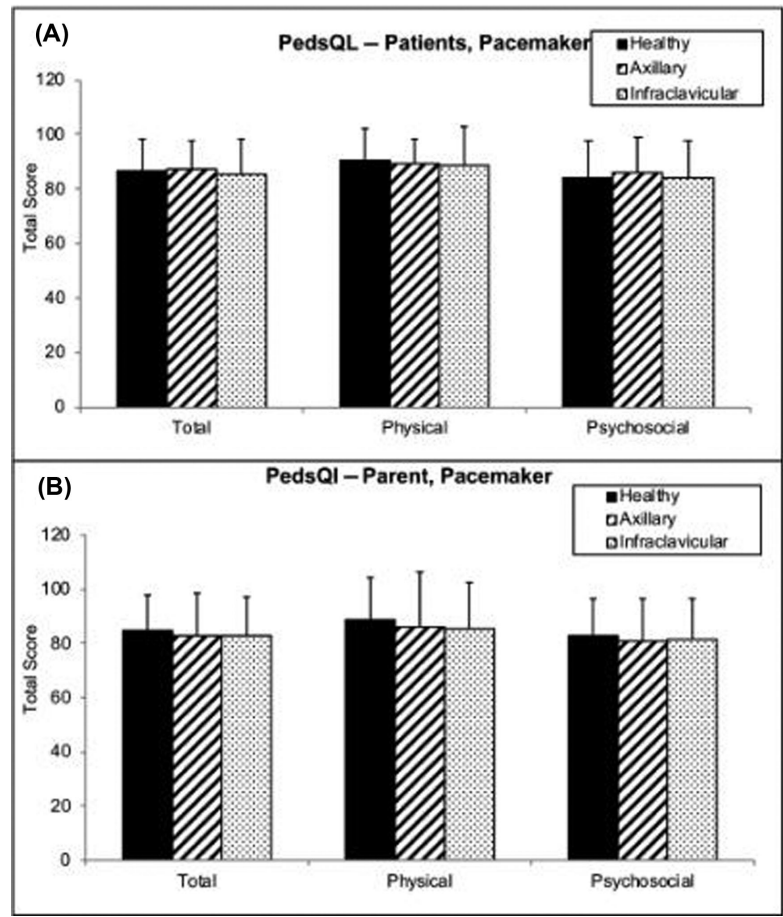 (A)
PedsQL – Patients, Pacemaker
Healthy
Axillary
Infraclavicular
Total Score
120
100
80
60
40
20
0
Total Physical Psychosocial
(B)
PedsQl – Parent, Pacemaker
Healthy
Axillary
Infraclavicular
Total Score
120
100
80
60
40
20
0
Total Physical Psychosocial